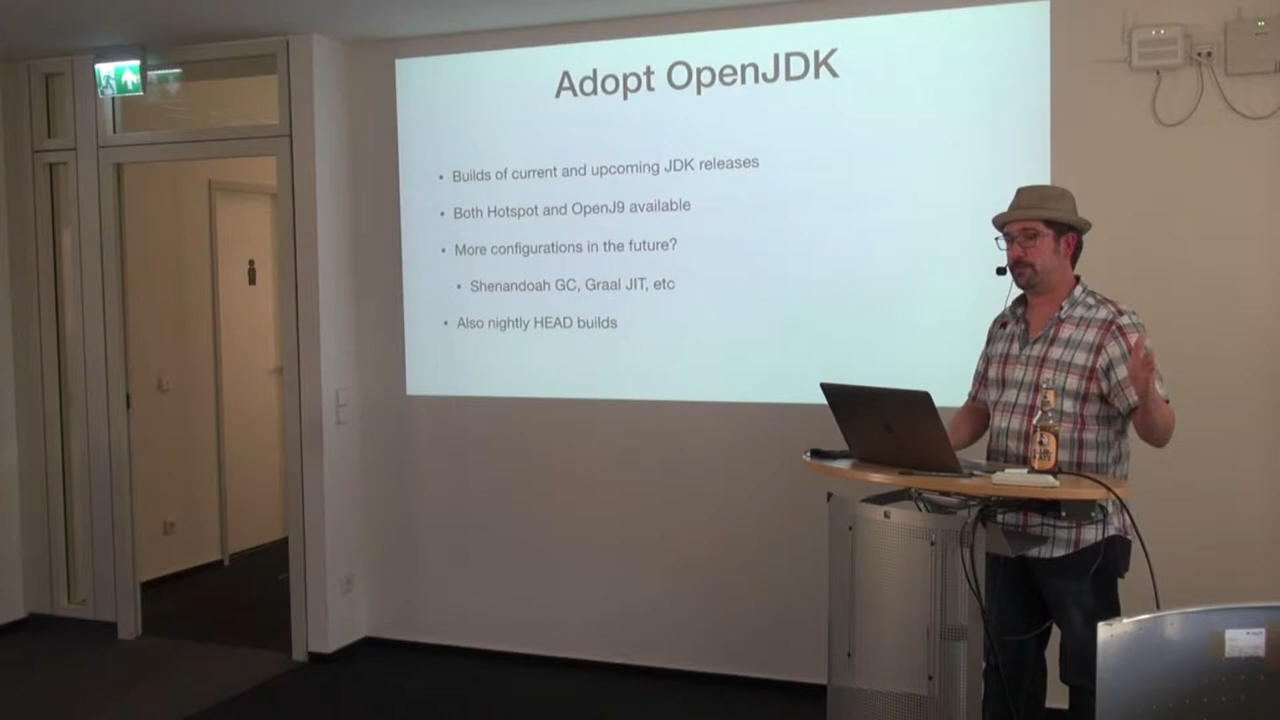 Adopt OpenJDK
• Builds of current and upcoming JDK releases
• Both Hotspot and OpenJ9 available
• More configurations in the future?
• Shenandoah GC, Graal JIT, etc
• Also nightly HEAD builds